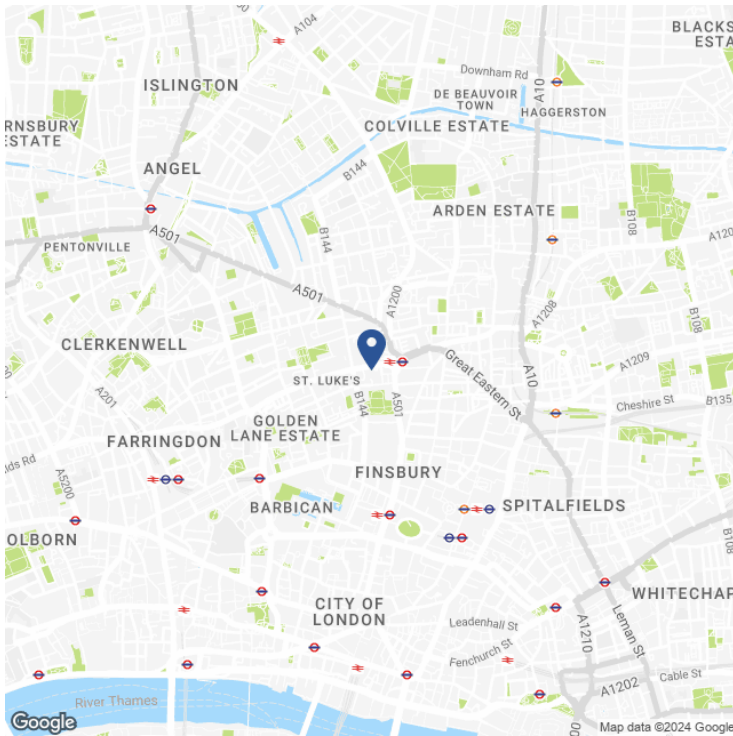 BLACKS
ESTA
A104
Downham Rd
ISLINGTON
A10
DE BEAUVOIR
TOWN
HAGGERSTON
RNSBURY
ESTATE
COLVILLE ESTATE
ANGEL
B144
ARDEN ESTATE
B108
A501
B144
A120
PENTONVILLE
A501
A1200
A1208
B108
CLERKENWELL
Great Eastern St
A10
A1209
ST. LUKE'S
A201
B144
A501
Cheshire St
B135
GOLDEN
LANE ESTATE
FARRINGDON
ds Rd
A5200
FINSBURY
BARBICAN
SPITALFIELDS
OLBORN
B108
WHITECHAP
CITY OF
LONDON
Leadenhall St
Leman St
A1210
Fenchurch St
Cable St
A1202
River Thames
Google
Map data ©2024 Google